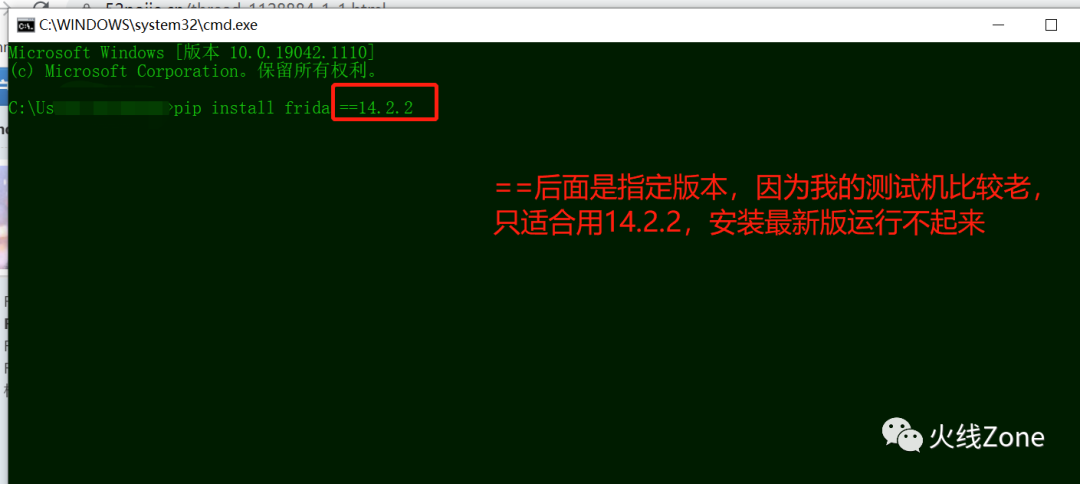 C:\WINDOWS\system32\cmd.exe
Microsoft Windows [版本 10.0.19042.1110]
(c) Microsoft Corporation。保留所有权利。
C:\Us >pip install frida ==14.2.2
==后面是指定版本，因为我的测试机比较老，
只适合用14.2.2，安装最新版运行不起来
火线Zone